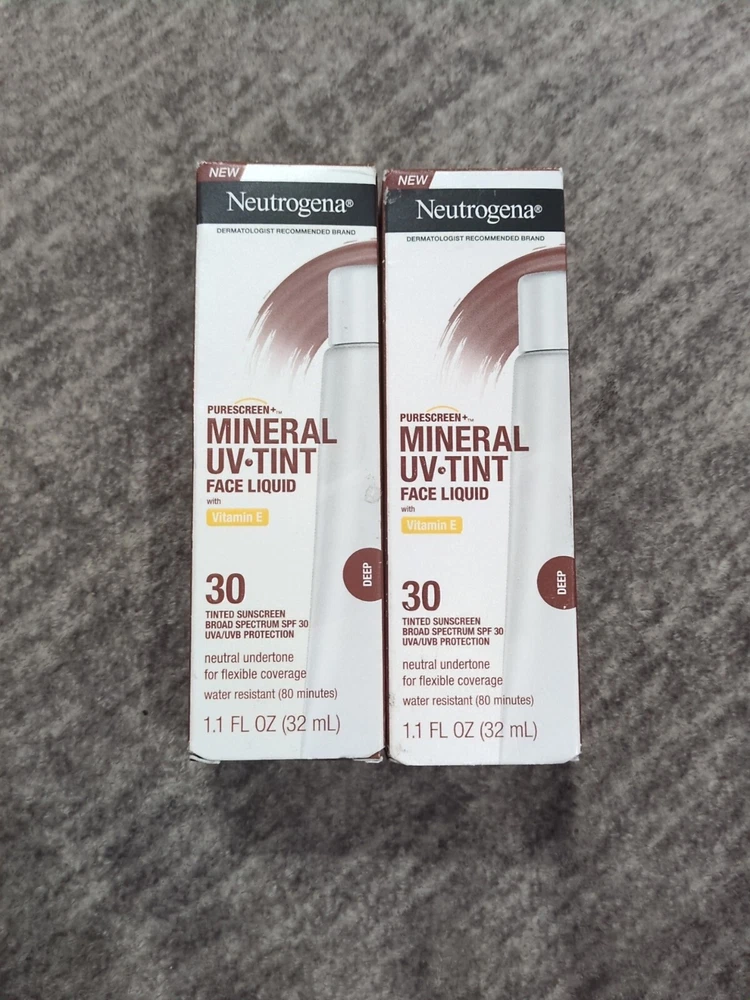 NEW
Neutrogena®
DERMATOLOGIST RECOMMENDED BRAND
PURESCREEN+™
MINERAL
UV•TINT
FACE LIQUID
with
Vitamin E
DEEP
30
TINTED SUNSCREEN
BROAD SPECTRUM SPF 30
UVA/UVB PROTECTION
neutral undertone
for flexible coverage
water resistant (80 minutes)
1.1 FL OZ (32 mL)
NEW
Neutrogena®
DERMATOLOGIST RECOMMENDED BRAND
PURESCREEN+™
MINERAL
UV•TINT
FACE LIQUID
with
Vitamin E
DEEP
30
TINTED SUNSCREEN
BROAD SPECTRUM SPF 30
UVA/UVB PROTECTION
neutral undertone
for flexible coverage
water resistant (80 minutes)
1.1 FL OZ (32 mL)